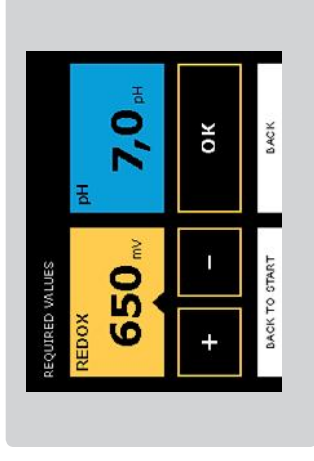 REQUIRED VALUES
REDOX
650 mV
pH
7,0 pH
+
−
OK
BACK TO START
BACK